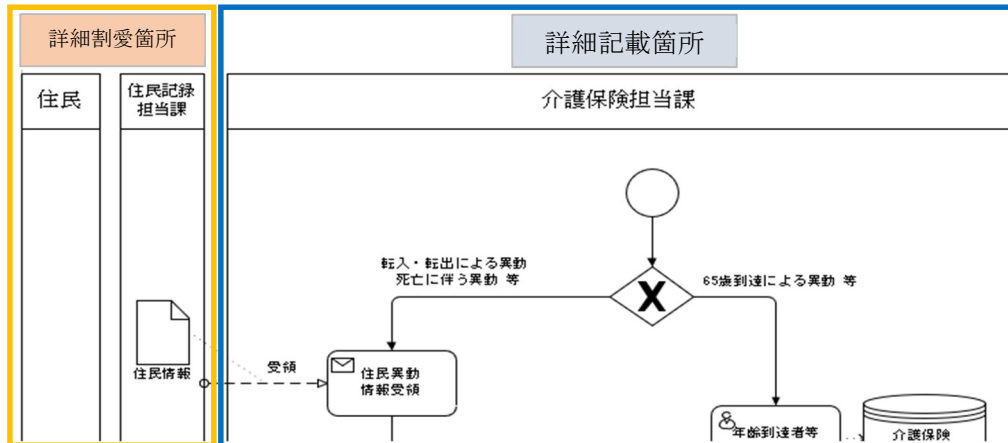 詳細割愛箇所
詳細記載箇所
住民
住民記録
担当課
介護保険担当課
転入・転出による異動
死亡に伴う異動 等
65歳到達による異動 等
X
住民情報
受領
住民異動
情報受領
年齢到達者等
介護保険